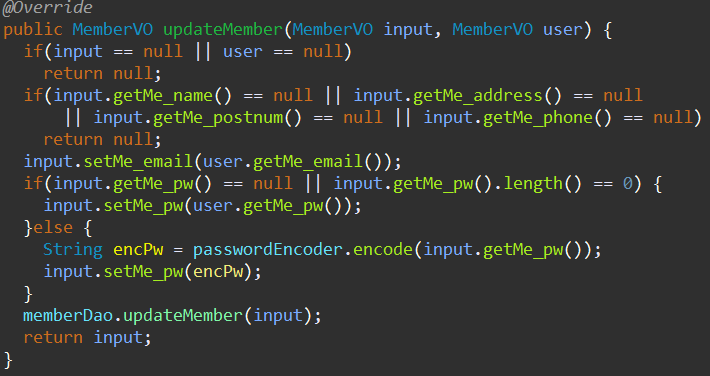 @Override
public MemberVO updateMember(MemberVO input, MemberVO user) {
  if(input == null || user == null)
    return null;
  if(input.getMe_name() == null || input.getMe_address() == null
      || input.getMe_postnum() == null || input.getMe_phone() == null)
    return null;
  input.setMe_email(user.getMe_email());
  if(input.getMe_pw() == null || input.getMe_pw().length() == 0) {
    input.setMe_pw(user.getMe_pw());
  }else {
    String encPw = passwordEncoder.encode(input.getMe_pw());
    input.setMe_pw(encPw);
  }
  memberDao.updateMember(input);
  return input;
}